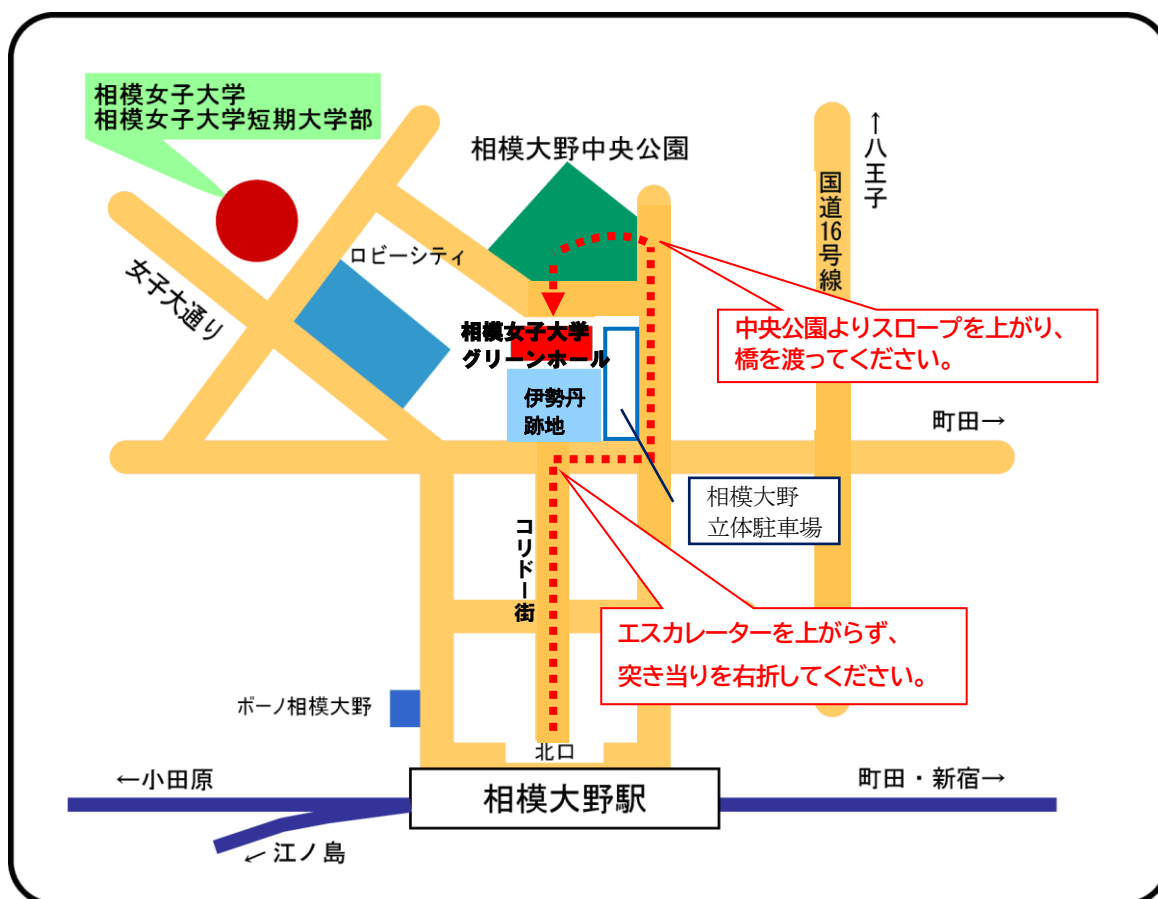 相模女子大学
相模女子大学短期大学部
相模大野中央公園
↑八王子
国道16号線
ロビーシティ
女子大通り
中央公園よりスロープを上がり、
橋を渡ってください。
相模女子大学
グリーンホール
伊勢丹
跡地
町田→
相模大野
立体駐車場
コリドー街
エスカレーターを上がらず、
突き当りを右折してください。
ボーノ相模大野
北口
←小田原
相模大野駅
町田・新宿→
←江ノ島